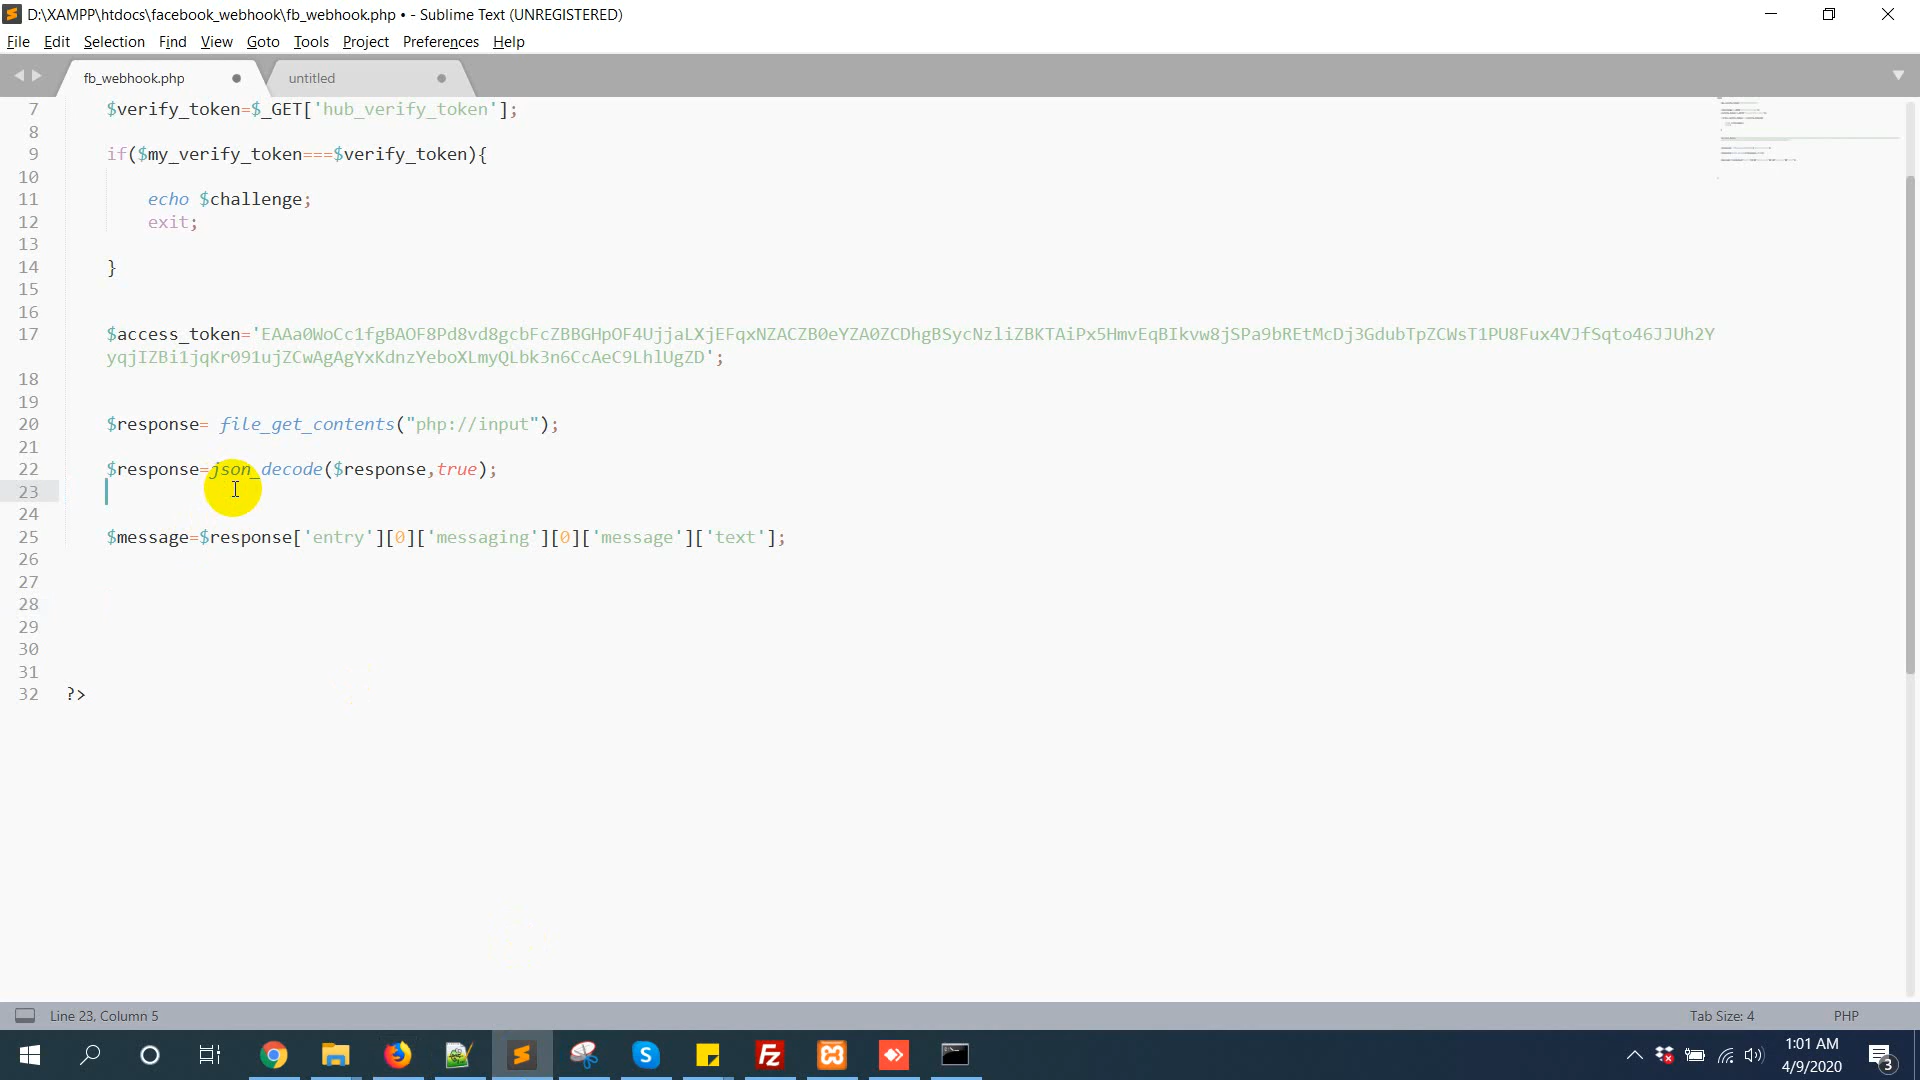 D:\XAMPP\htdocs\facebook_webhook\fb_webhook.php • - Sublime Text (UNREGISTERED)
File Edit Selection Find View Goto Tools Project Preferences Help
fb_webhook.php untitled
7 $verify_token=$_GET['hub_verify_token'];
8
9 if($my_verify_token===$verify_token){
10
11 echo $challenge;
12 exit;
13
14 }
15
16
17 $access_token='EAAa0WoCc1fgBAOF8Pd8vd8gcbFcZBBGHpOF4UjjaLXjEFqxNZACZB0eYZA0ZCDhgBSycNzliZBKTAiPx5HmvEqBIkvw8jSPa9bREtMcDj3GdubTpZCWsT1PU8Fux4VJfSqto46JJUh2Y
yqjIZBi1jqKr091ujZCwAgAgYxKdnzYeboXLmyQLbk3n6CcAeC9LhlUgZD';
18
19
20 $response= file_get_contents("php://input");
21
22 $response=json_decode($response,true);
23
24
25 $message=$response['entry'][0]['messaging'][0]['message']['text'];
26
27
28
29
30
31
32 ?>
Line 23, Column 5 Tab Size: 4 PHP
1:01 AM
4/9/2020
3